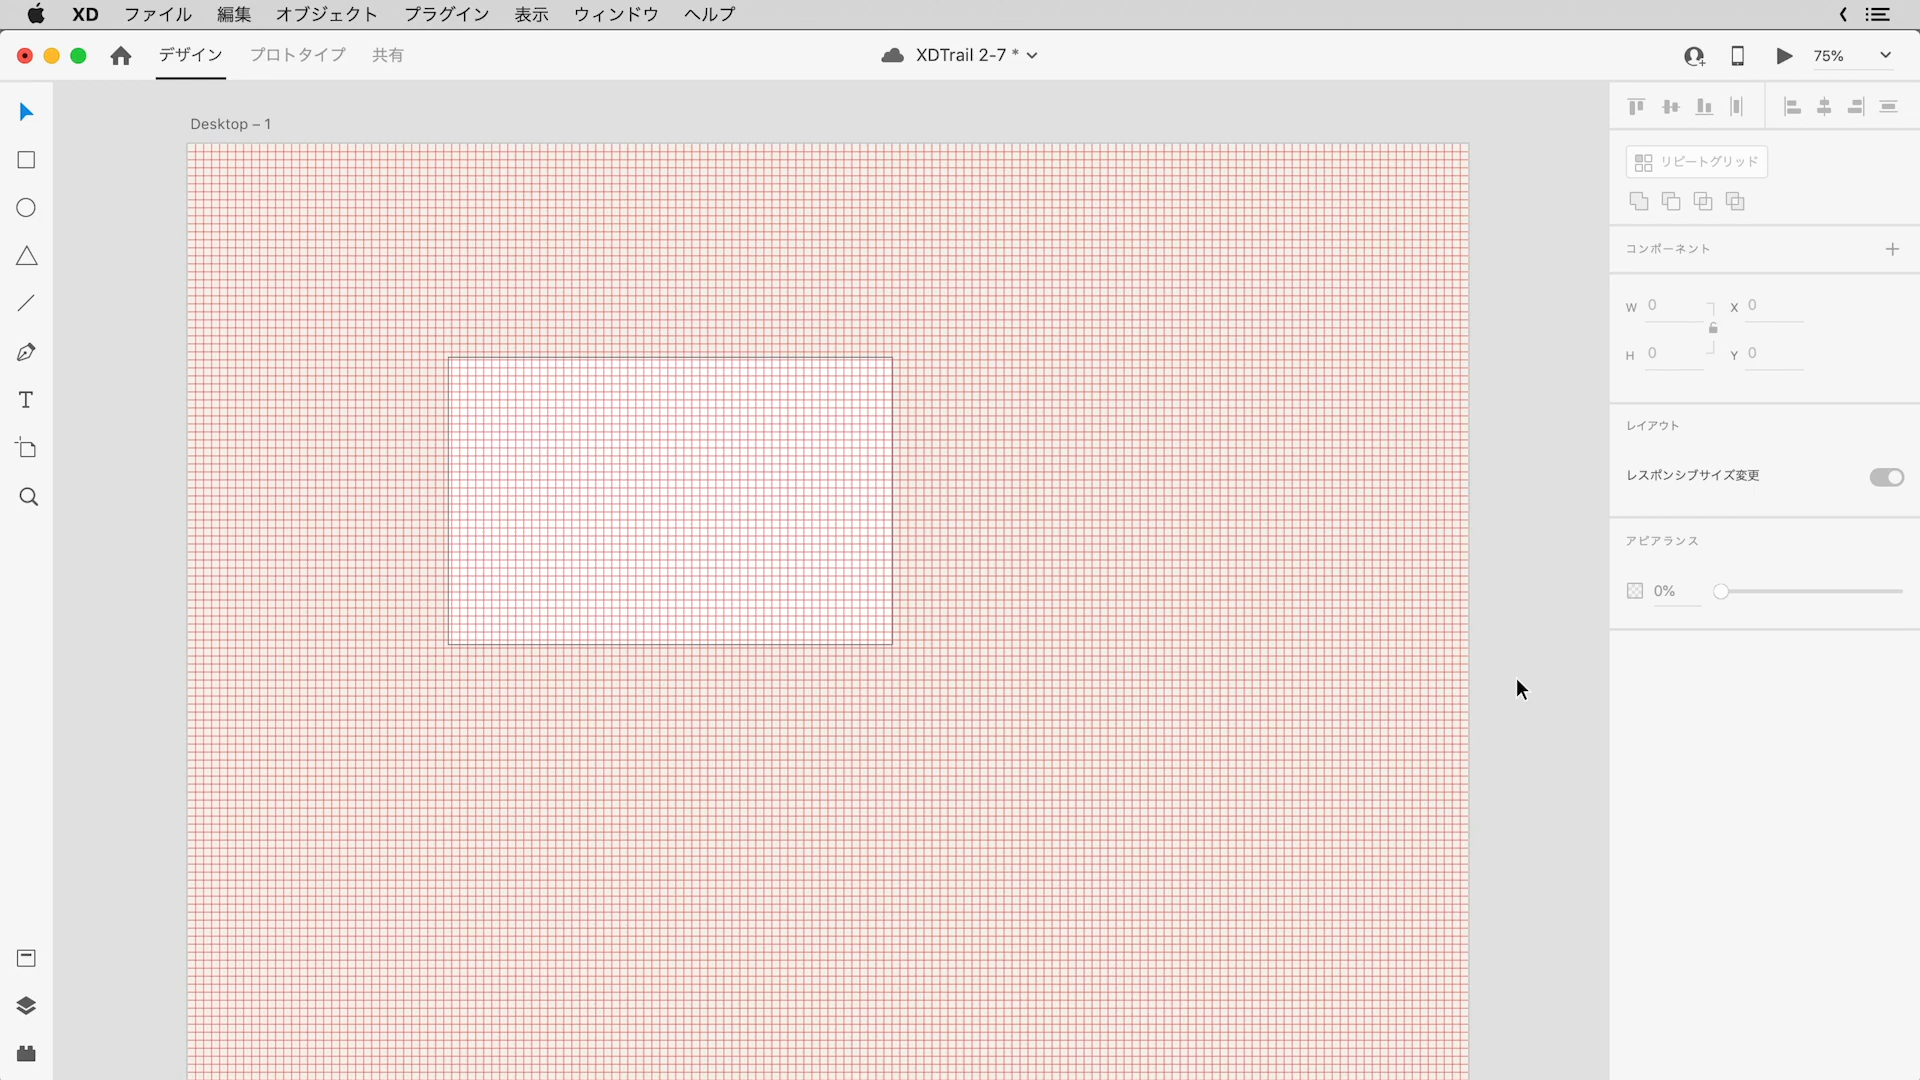 XD ファイル 編集 オブジェクト プラグイン 表示 ウィンドウ ヘルプ
デザイン プロトタイプ 共有 XDTrail 2-7 * 75%
Desktop – 1
リピートグリッド
コンポーネント
W 0 X 0
H 0 Y 0
レイアウト
レスポンシブサイズ変更
アピアランス
0%
T